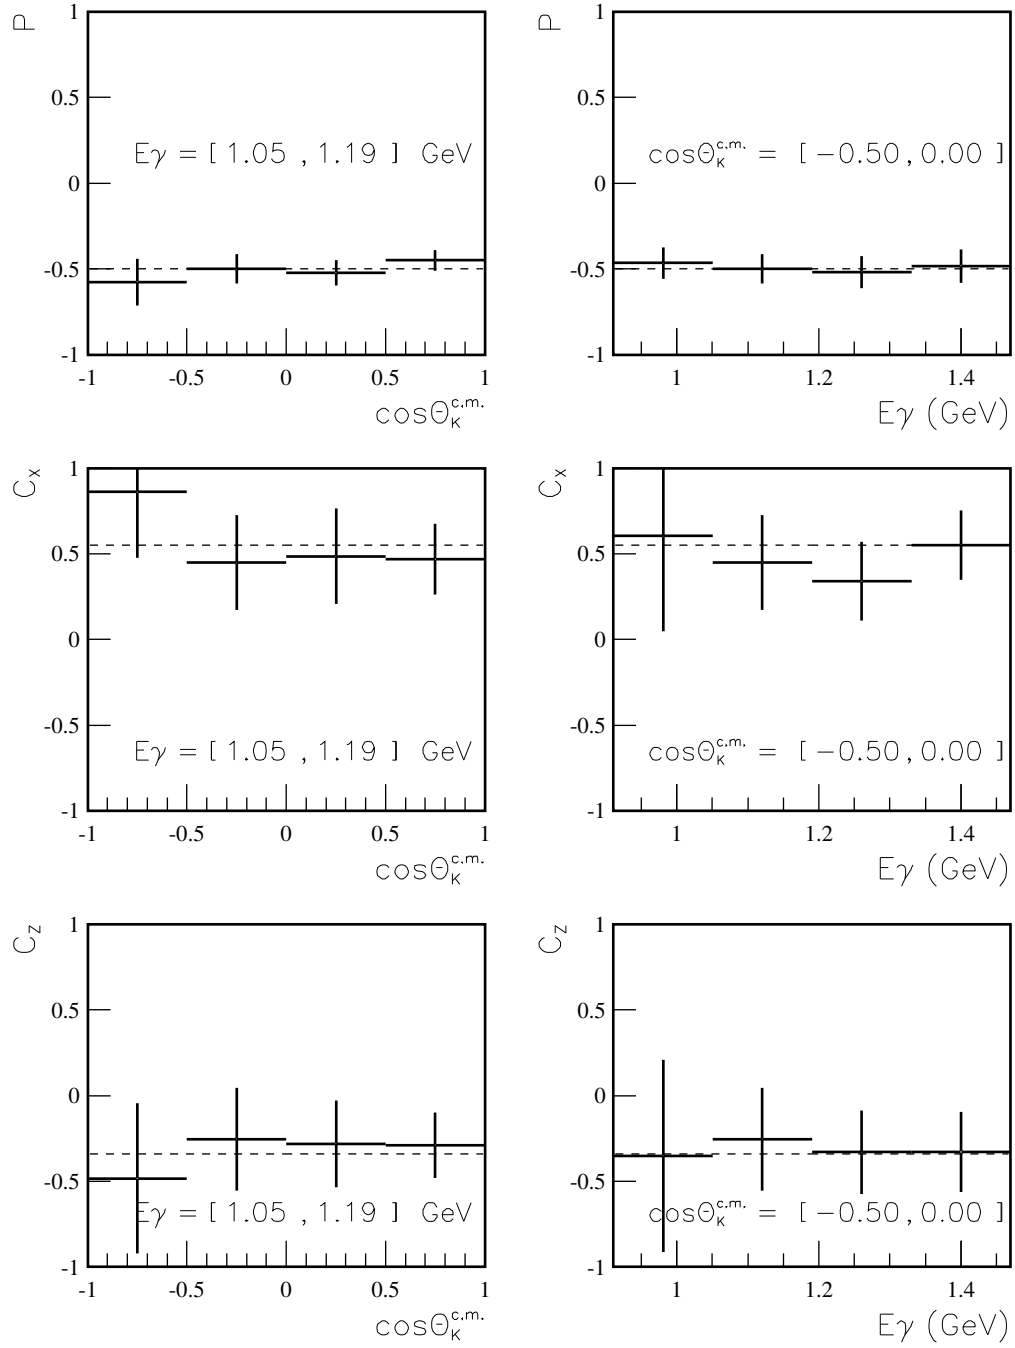 P
1
0.5
0
-0.5
-1
Eγ = [ 1.05 , 1.19 ] GeV
-1 -0.5 0 0.5 1
cosΘ_K^c.m.
P
1
0.5
0
-0.5
-1
cosΘ_K^c.m. = [ −0.50 , 0.00 ]
1 1.2 1.4
Eγ (GeV)
C_x
1
0.5
0
-0.5
-1
Eγ = [ 1.05 , 1.19 ] GeV
-1 -0.5 0 0.5 1
cosΘ_K^c.m.
C_x
1
0.5
0
-0.5
-1
cosΘ_K^c.m. = [ −0.50 , 0.00 ]
1 1.2 1.4
Eγ (GeV)
C_z
1
0.5
0
-0.5
-1
Eγ = [ 1.05 , 1.19 ] GeV
-1 -0.5 0 0.5 1
cosΘ_K^c.m.
C_z
1
0.5
0
-0.5
-1
cosΘ_K^c.m. = [ −0.50 , 0.00 ]
1 1.2 1.4
Eγ (GeV)